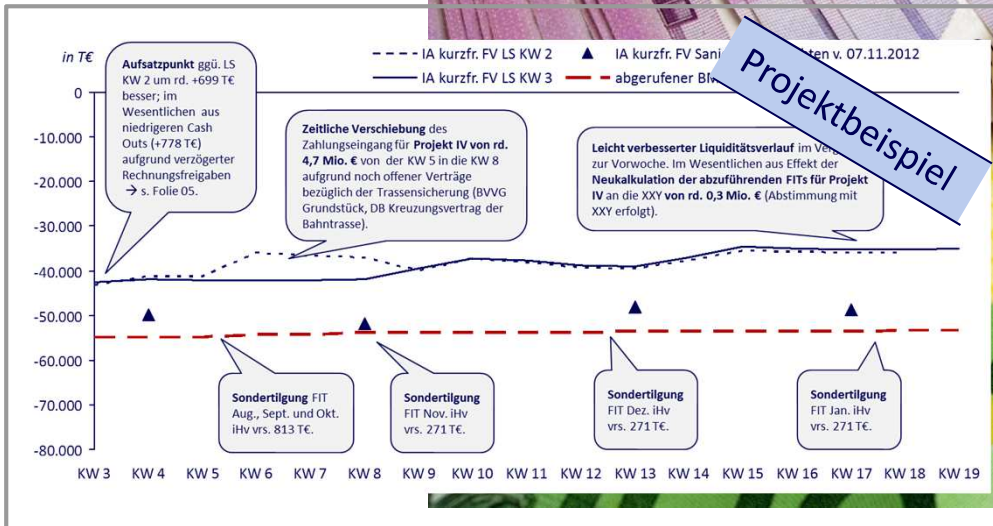 in T€
IA kurzfr. FV LS KW 2
IA kurzfr. FV v. 07.11.2012
IA kurzfr. FV LS KW 3
abgerufener
Projektbeispiel
Aufsatzpunkt ggü. LS
KW 2 um rd. +699 T€
besser; im
Wesentlichen aus
niedrigeren Cash
Outs (+778 T€)
aufgrund verzögerter
Rechnungsfreigaben
→ s. Folie 05.
Zeitliche Verschiebung des
Zahlungseingang für Projekt IV von rd.
4,7 Mio. € von der KW 5 in die KW 8
aufgrund noch offener Verträge
bezüglich der Trassensicherung (BVVG
Grundstück, DB Kreuzungsvertrag der
Bahntrasse).
Leicht verbesserter Liquiditätsverlauf im
zur Vorwoche. Im Wesentlichen aus Effekt der
Neukalkulation der abzuführenden FITs für Projekt
IV an die XXY von rd. 0,3 Mio. € (Abstimmung mit
XXY erfolgt).
0
-10.000
-20.000
-30.000
-40.000
-50.000
-60.000
-70.000
-80.000
Sondertilgung FIT
Aug., Sept. und Okt.
iHv vrs. 813 T€.
Sondertilgung
FIT Nov. iHv
vrs. 271 T€.
Sondertilgung
FIT Dez. iHv
vrs. 271 T€.
Sondertilgung
FIT Jan. iHv
vrs. 271 T€.
KW 3 KW 4 KW 5 KW 6 KW 7 KW 8 KW 9 KW 10 KW 11 KW 12 KW 13 KW 14 KW 15 KW 16 KW 17 KW 18 KW 19